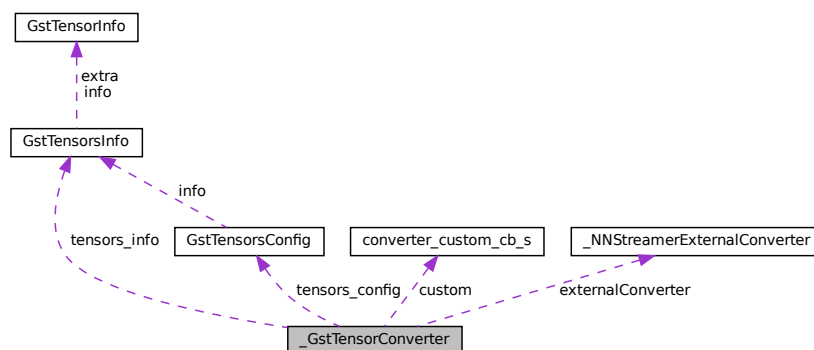 GstTensorInfo
extra
info
GstTensorsInfo
info
tensors_info
GstTensorsConfig
converter_custom_cb_s
_NNStreamerExternalConverter
tensors_config
custom
externalConverter
_GstTensorConverter